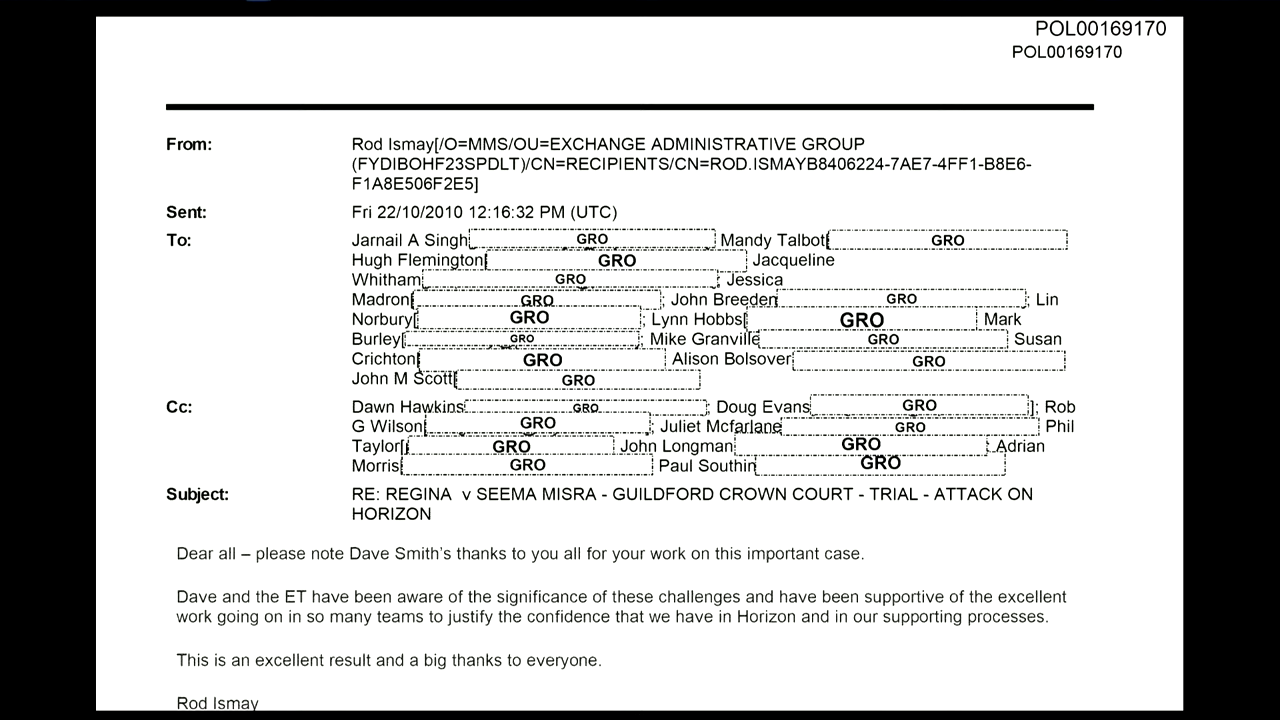 POL00169170
POL00169170
From: Rod Ismay[/O=MMS/OU=EXCHANGE ADMINISTRATIVE GROUP
(FYDIBOHF23SPDLT)/CN=RECIPIENTS/CN=ROD.ISMAYB8406224-7AE7-4FF1-B8E6-
F1A8E506F2E5]
Sent: Fri 22/10/2010 12:16:32 PM (UTC)
To: Jarnail A Singh GRO Mandy Talbot[ GRO
Hugh Flemington[ GRO Jacqueline
Whitham[ GRO ; Jessica
Madron[ GRO ; John Breeden GRO ; Lin
Norbury[ GRO ; Lynn Hobbs[ GRO Mark
Burley[ GRO ; Mike Granville GRO Susan
Crichton[ GRO Alison Bolsover GRO
John M Scott[ GRO
Cc: Dawn Hawkins GRO ; Doug Evans GRO ]; Rob
G Wilson[ GRO ; Juliet Mcfarlane GRO Phil
Taylor[ GRO John Longman GRO ; Adrian
Morris[ GRO Paul Southin GRO
Subject: RE: REGINA v SEEMA MISRA - GUILDFORD CROWN COURT - TRIAL - ATTACK ON
HORIZON
Dear all – please note Dave Smith's thanks to you all for your work on this important case.
Dave and the ET have been aware of the significance of these challenges and have been supportive of the excellent
work going on in so many teams to justify the confidence that we have in Horizon and in our supporting processes.
This is an excellent result and a big thanks to everyone.
Rod Ismay